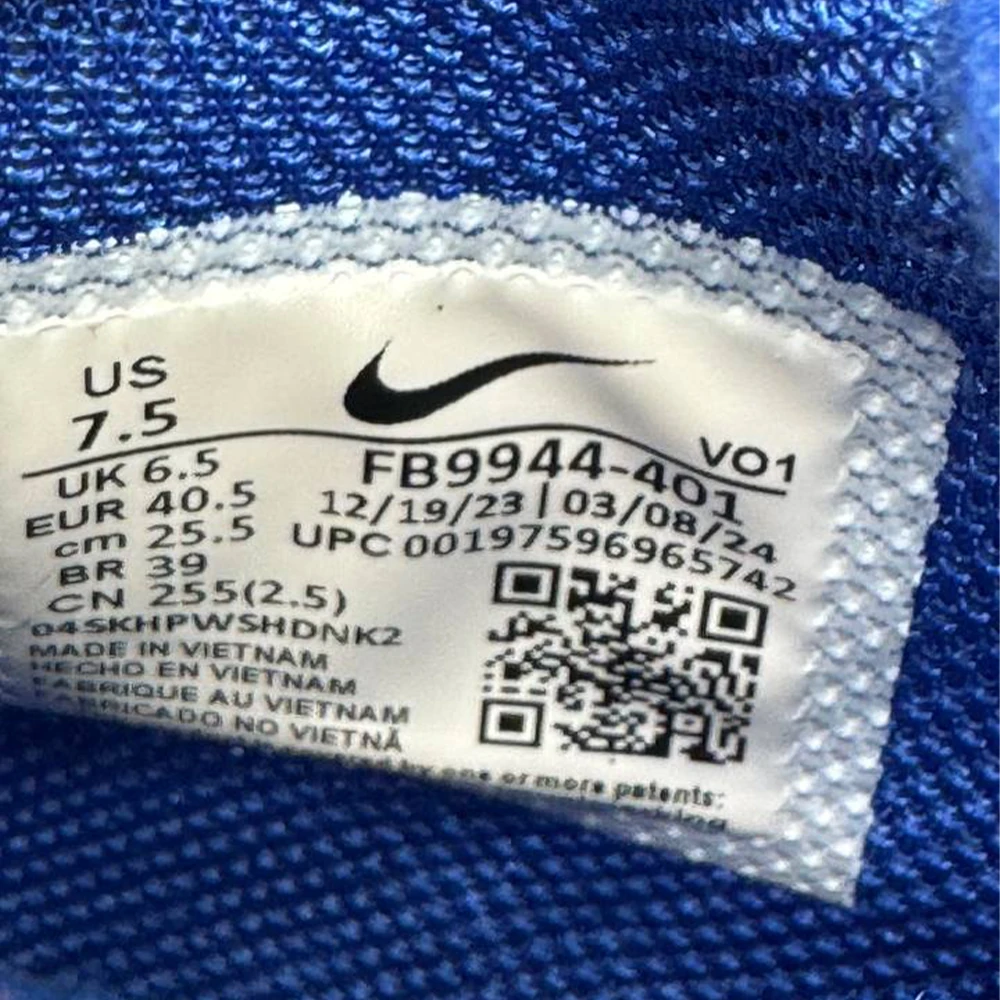 US
7.5
VO1
UK 6.5
EUR 40.5
cm 25.5
BR 39
CN 255(2.5)
FB9944-401
12/19/23 | 03/08/24
UPC 00197596965742
04SKHPWSHDNK2
MADE IN VIETNAM
HECHO EN VIETNAM
FABRIQUE AU VIETNAM
FABRICADO NO VIETNÃ
by one or more patents: